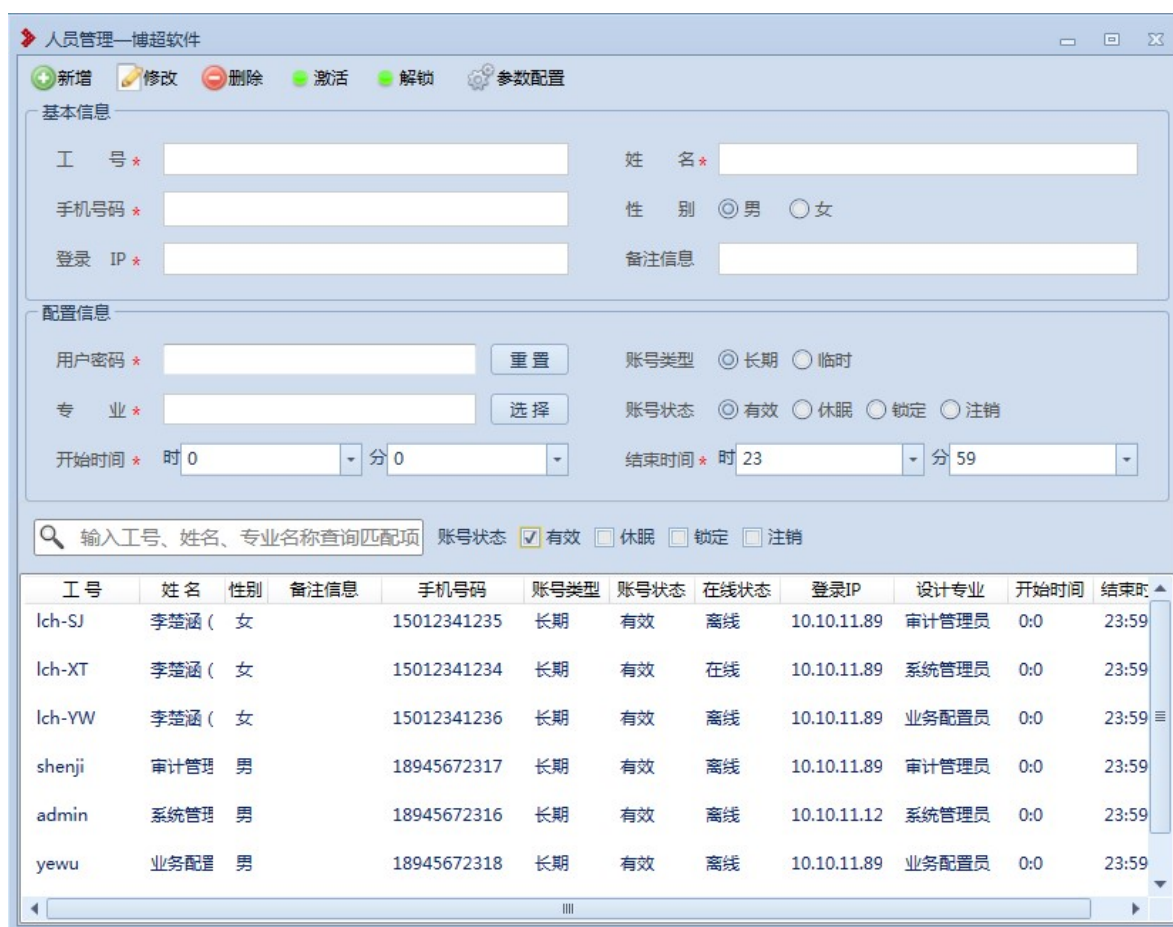 人员管理—博超软件
新增 修改 删除 激活 解锁 参数配置
基本信息
工 号 * 姓 名 *
手机号码 * 性 别 男 女
登录 IP * 备注信息
配置信息
用户密码 * 重置 账号类型 长期 临时
专 业 * 选择 账号状态 有效 休眠 锁定 注销
开始时间 * 时 0 分 0 结束时间 * 时 23 分 59
输入工号、姓名、专业名称查询匹配项 账号状态 有效 休眠 锁定 注销
工号 姓名 性别 备注信息 手机号码 账号类型 账号状态 在线状态 登录IP 设计专业 开始时间 结束时
lch-SJ 李楚涵 ( 女 15012341235 长期 有效 离线 10.10.11.89 审计管理员 0:0 23:59
lch-XT 李楚涵 ( 女 15012341234 长期 有效 在线 10.10.11.89 系统管理员 0:0 23:59
lch-YW 李楚涵 ( 女 15012341236 长期 有效 离线 10.10.11.89 业务配置员 0:0 23:59
shenji 审计管理 男 18945672317 长期 有效 离线 10.10.11.89 审计管理员 0:0 23:59
admin 系统管理 男 18945672316 长期 有效 离线 10.10.11.12 系统管理员 0:0 23:59
yewu 业务配置 男 18945672318 长期 有效 离线 10.10.11.89 业务配置员 0:0 23:59